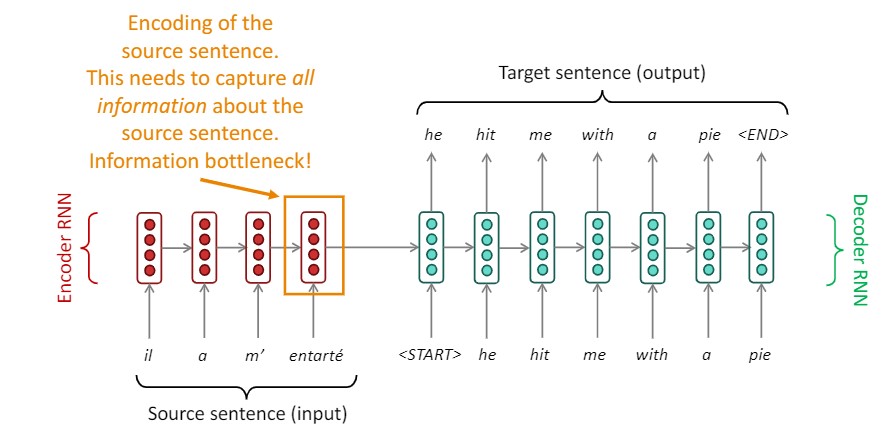 Encoding of the
source sentence.
This needs to capture all
information about the
source sentence.
Information bottleneck!
Target sentence (output)
he hit me with a pie <END>
Encoder RNN
Decoder RNN
il a m’ entarté
<START> he hit me with a pie
Source sentence (input)